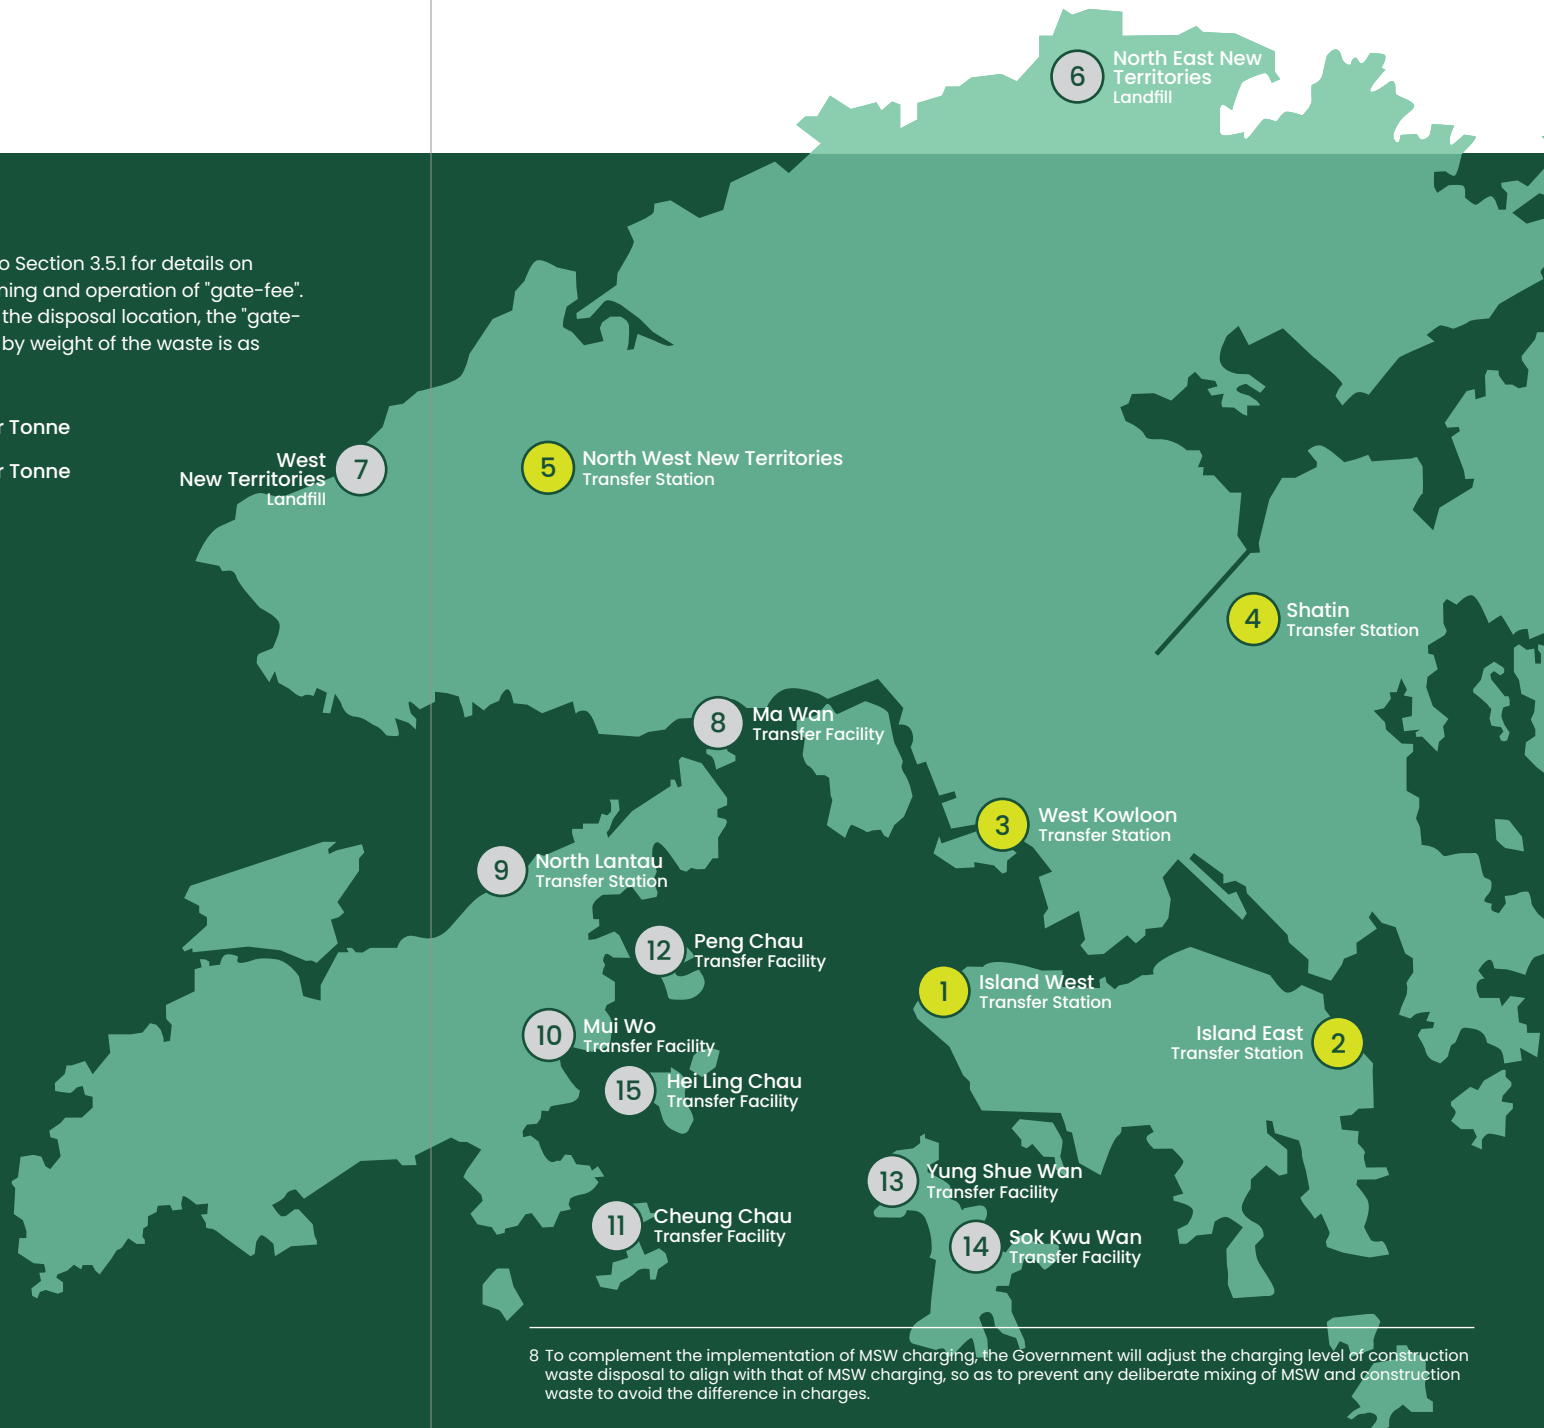 6
North East New
Territories
Landfill
o Section 3.5.1 for details on
ning and operation of "gate-fee".
the disposal location, the "gate-
by weight of the waste is as
r Tonne
r Tonne
West
New Territories
Landfill
7
5
North West New Territories
Transfer Station
4
Shatin
Transfer Station
8
Ma Wan
Transfer Facility
3
West Kowloon
Transfer Station
9
North Lantau
Transfer Station
12
Peng Chau
Transfer Facility
1
Island West
Transfer Station
10
Mui Wo
Transfer Facility
Island East
Transfer Station
2
15
Hei Ling Chau
Transfer Facility
13
Yung Shue Wan
Transfer Facility
11
Cheung Chau
Transfer Facility
14
Sok Kwu Wan
Transfer Facility
8 To complement the implementation of MSW charging, the Government will adjust the charging level of construction
waste disposal to align with that of MSW charging, so as to prevent any deliberate mixing of MSW and construction
waste to avoid the difference in charges.